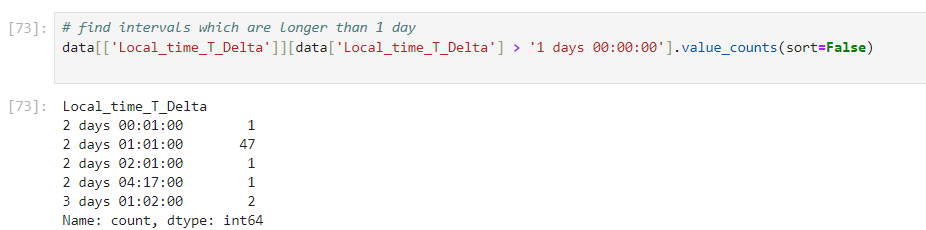 [73]: # find intervals which are longer than 1 day
data[['Local_time_T_Delta']][data['Local_time_T_Delta'] > '1 days 00:00:00'].value_counts(sort=False)
[73]: Local_time_T_Delta
2 days 00:01:00        1
2 days 01:01:00       47
2 days 02:01:00        1
2 days 04:17:00        1
3 days 01:02:00        2
Name: count, dtype: int64